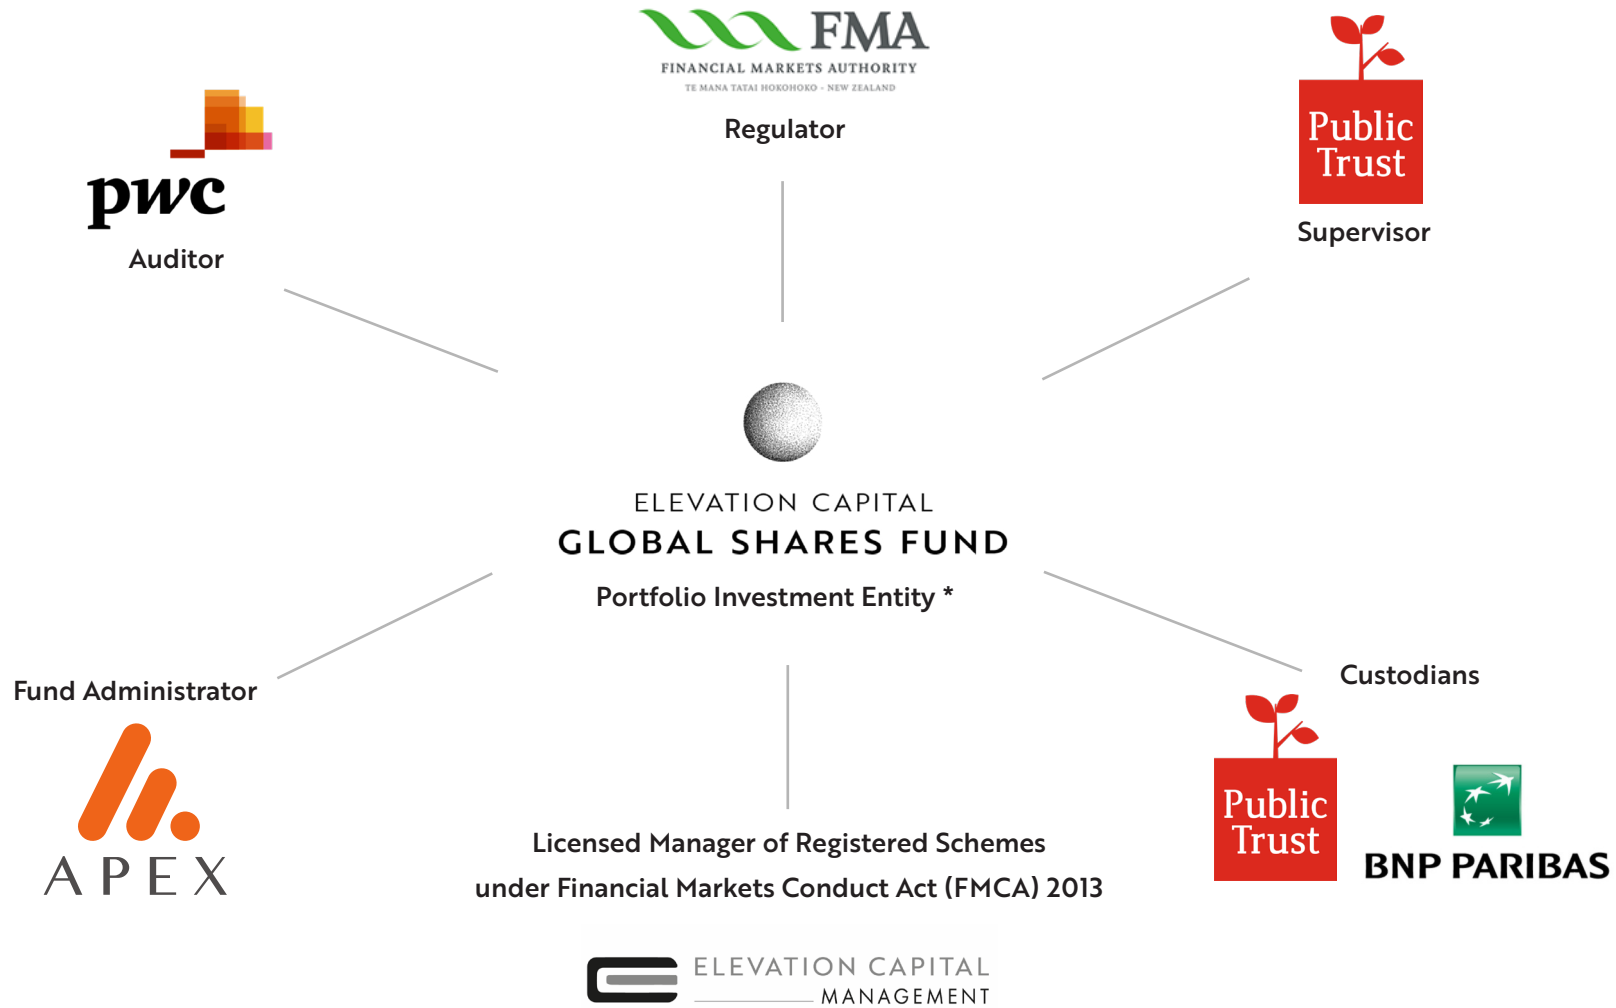 FMA
FINANCIAL MARKETS AUTHORITY
TE MANA TATAI HOKOHOKO - NEW ZEALAND
Regulator
pwc
Auditor
Public
Trust
Supervisor
ELEVATION CAPITAL
GLOBAL SHARES FUND
Portfolio Investment Entity *
Fund Administrator
APEX
Custodians
Public
Trust
BNP PARIBAS
Licensed Manager of Registered Schemes
under Financial Markets Conduct Act (FMCA) 2013
ELEVATION CAPITAL
MANAGEMENT